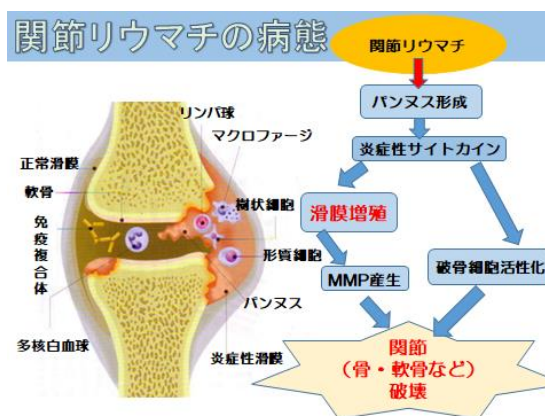 関節リウマチの病態
関節リウマチ
パンヌス形成
炎症性サイトカイン
滑膜増殖
MMP産生
破骨細胞活性化
関節
（骨・軟骨など）
破壊
リンパ球
マクロファージ
正常滑膜
軟骨
樹状細胞
免疫複合体
形質細胞
パンヌス
多核白血球
炎症性滑膜